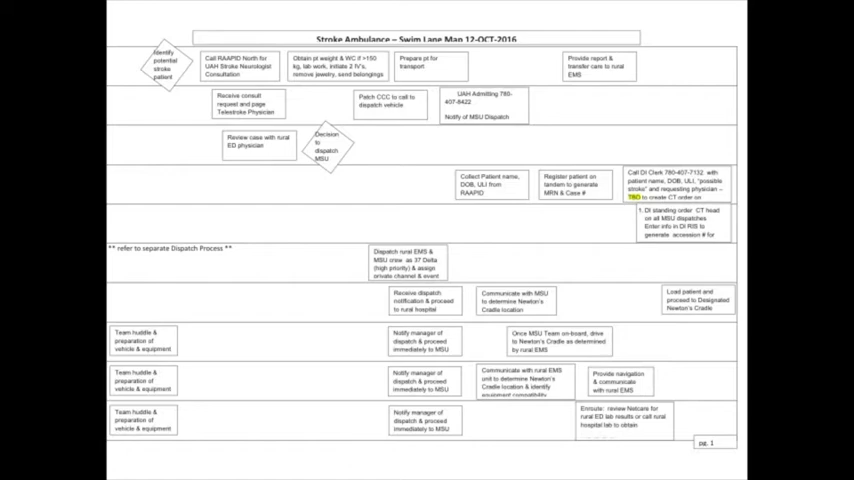 Stroke Ambulance – Swim Lane Map 12-OCT-2016
Identify
potential
stroke
patient
Call RAAPID North for
UAH Stroke Neurologist
Consultation
Obtain pt weight & WC if >150
kg, lab work, initiate 2 IV's,
remove jewelry, send belongings
Prepare pt for
transport
Provide report &
transfer care to rural
EMS
Receive consult
request and page
Telestroke Physician
Patch CCC to call to
dispatch vehicle
UAH Admitting 780-
407-8422
Notify of MSU Dispatch
Review case with rural
ED physician
Decision
to
dispatch
MSU
Collect Patient name,
DOB, ULI from
RAAPID
Register patient on
tandem to generate
MRN & Case #
Call DI Clerk 780-407-7132 with
patient name, DOB, ULI, "possible
stroke" and requesting physician –
TBD to create CT order on
1. DI standing order CT head
on all MSU dispatches
Enter info in DI RIS to
generate accession # for
** refer to separate Dispatch Process **
Dispatch rural EMS &
MSU crew as 37 Delta
(high priority) & assign
private channel & event
Receive dispatch
notification & proceed
to rural hospital
Communicate with MSU
to determine Newton's
Cradle location
Load patient and
proceed to Designated
Newton's Cradle
Team huddle &
preparation of
vehicle & equipment
Notify manager of
dispatch & proceed
immediately to MSU
Once MSU Team on-board, drive
to Newton's Cradle as determined
by rural EMS
Team huddle &
preparation of
vehicle & equipment
Notify manager of
dispatch & proceed
immediately to MSU
Communicate with rural EMS
unit to determine Newton's
Cradle location & identify
equipment compatibility
Provide navigation
& communicate
with rural EMS
Team huddle &
preparation of
vehicle & equipment
Notify manager of
dispatch & proceed
immediately to MSU
Enroute: review Netcare for
rural ED lab results or call rural
hospital lab to obtain
pg. 1